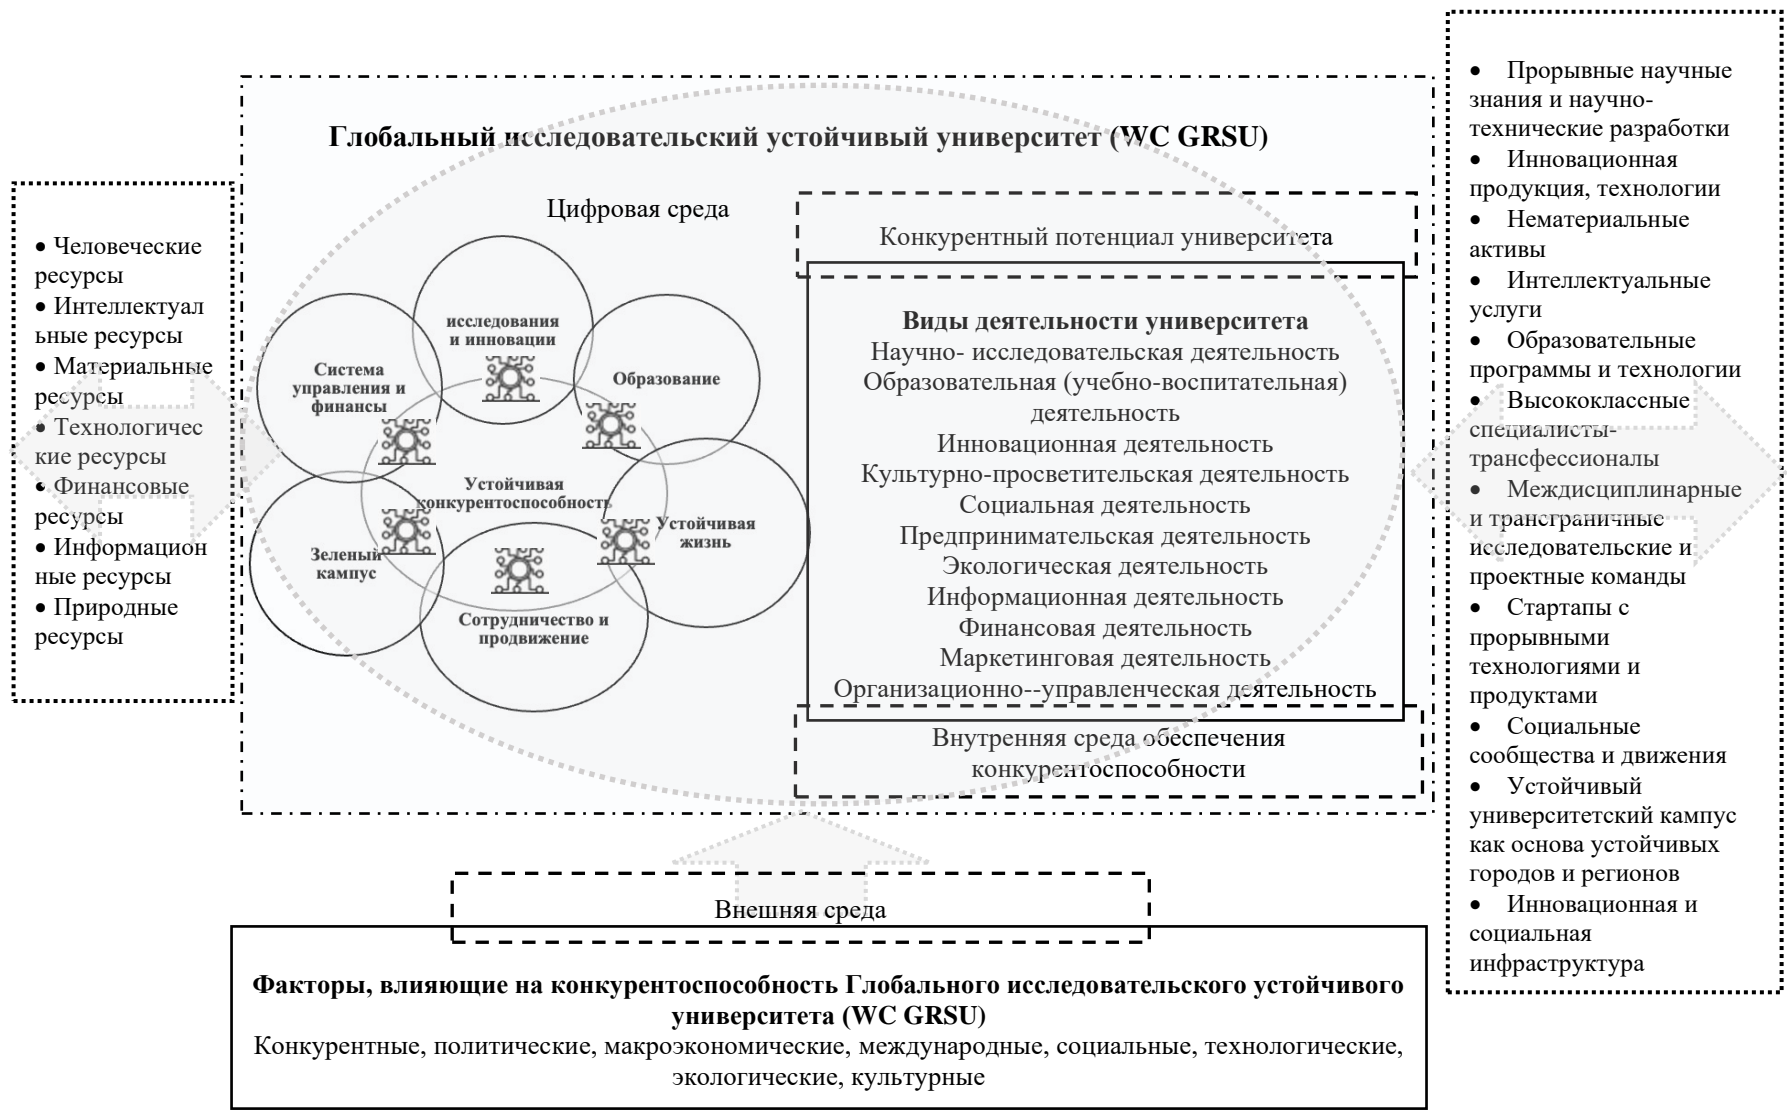 Глобальный исследовательский устойчивый университет (WC GRSU)
• Человеческие
ресурсы
• Интеллектуал
ьные ресурсы
• Материальные
ресурсы
• Технологичес
кие ресурсы
• Финансовые
ресурсы
• Информацион
ные ресурсы
• Природные
ресурсы
Цифровая среда
исследования
и инновации
Система
управления и
финансы
Образование
Устойчивая
конкурентоспособность
Устойчивая
жизнь
Зеленый
кампус
Сотрудничество и
продвижение
Конкурентный потенциал университета
Виды деятельности университета
Научно- исследовательская деятельность
Образовательная (учебно-воспитательная)
деятельность
Инновационная деятельность
Культурно-просветительская деятельность
Социальная деятельность
Предпринимательская деятельность
Экологическая деятельность
Информационная деятельность
Финансовая деятельность
Маркетинговая деятельность
Организационно--управленческая деятельность
Внутренняя среда обеспечения
конкурентоспособности
• Прорывные научные
знания и научно-
технические разработки
• Инновационная
продукция, технологии
• Нематериальные
активы
• Интеллектуальные
услуги
• Образовательные
программы и технологии
• Высококлассные
специалисты-
трансфессионалы
• Междисциплинарные
и трансграничные
исследовательские и
проектные команды
• Стартапы с
прорывными
технологиями и
продуктами
• Социальные
сообщества и движения
• Устойчивый
университетский кампус
как основа устойчивых
городов и регионов
• Инновационная и
социальная
инфраструктура
Внешняя среда
Факторы, влияющие на конкурентоспособность Глобального исследовательского устойчивого
университета (WC GRSU)
Конкурентные, политические, макроэкономические, международные, социальные, технологические,
экологические, культурные